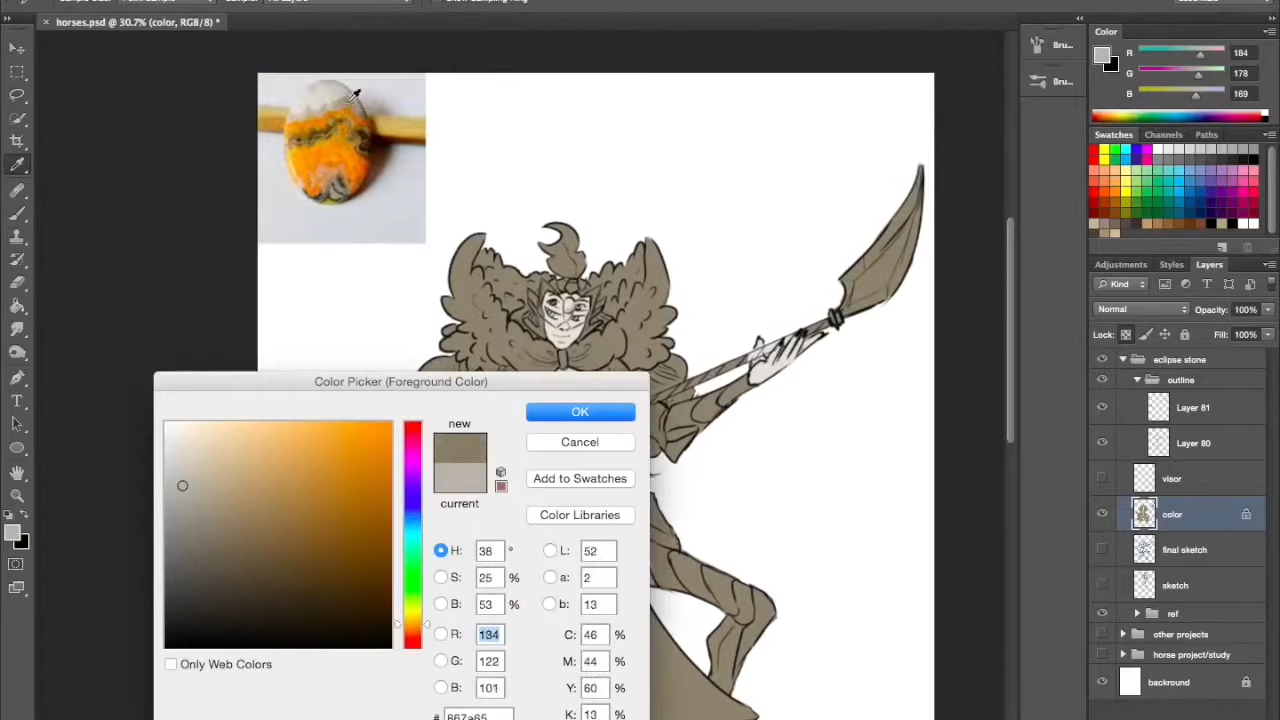 horses.psd @ 30.7% (color, RGB/8) *
Bru...
Bru...
Color
R 184
G 178
B 169
Swatches Channels Paths
Adjustments Styles Layers
Kind
Normal Opacity: 100%
Lock: Fill: 100%
eclipse stone
outline
Layer 81
Layer 80
visor
color
final sketch
sketch
ref
other projects
horse project/study
background
Color Picker (Foreground Color)
new
current
OK
Cancel
Add to Swatches
Color Libraries
H: 38 °
S: 25 %
B: 53 %
R: 134
G: 122
B: 101
L: 52
a: 2
b: 13
C: 46 %
M: 44 %
Y: 60 %
K: 13 %
# 867a65
Only Web Colors